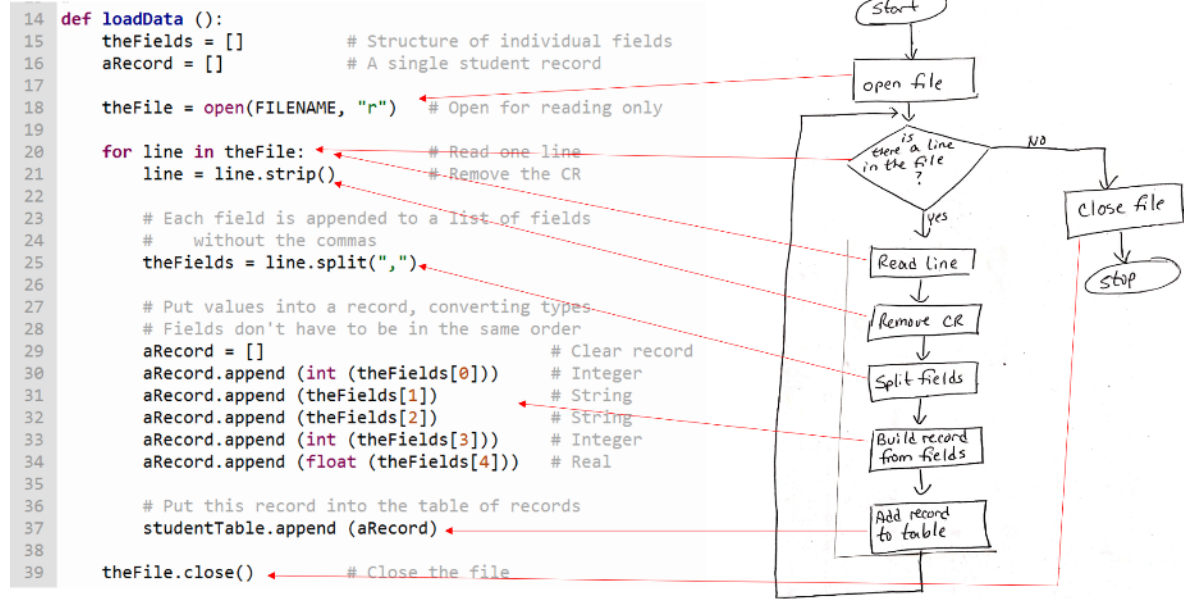 14 def loadData ():
15 theFields = [] # Structure of individual fields
16 aRecord = [] # A single student record
17
18 theFile = open(FILENAME, "r") # Open for reading only
19
20 for line in theFile: # Read one line
21 line = line.strip() # Remove the CR
22
23 # Each field is appended to a list of fields
24 # without the commas
25 theFields = line.split(",")
26
27 # Put values into a record, converting types
28 # Fields don't have to be in the same order
29 aRecord = [] # Clear record
30 aRecord.append (int (theFields[0])) # Integer
31 aRecord.append (theFields[1]) # String
32 aRecord.append (theFields[2]) # String
33 aRecord.append (int (theFields[3])) # Integer
34 aRecord.append (float (theFields[4])) # Real
35
36 # Put this record into the table of records
37 studentTable.append (aRecord)
38
39 theFile.close() # Close the file
Start
open file
is
there a line
in the file
?
NO
yes
Close file
Stop
Read line
Remove CR
Split fields
Build record
from fields
Add record
to table